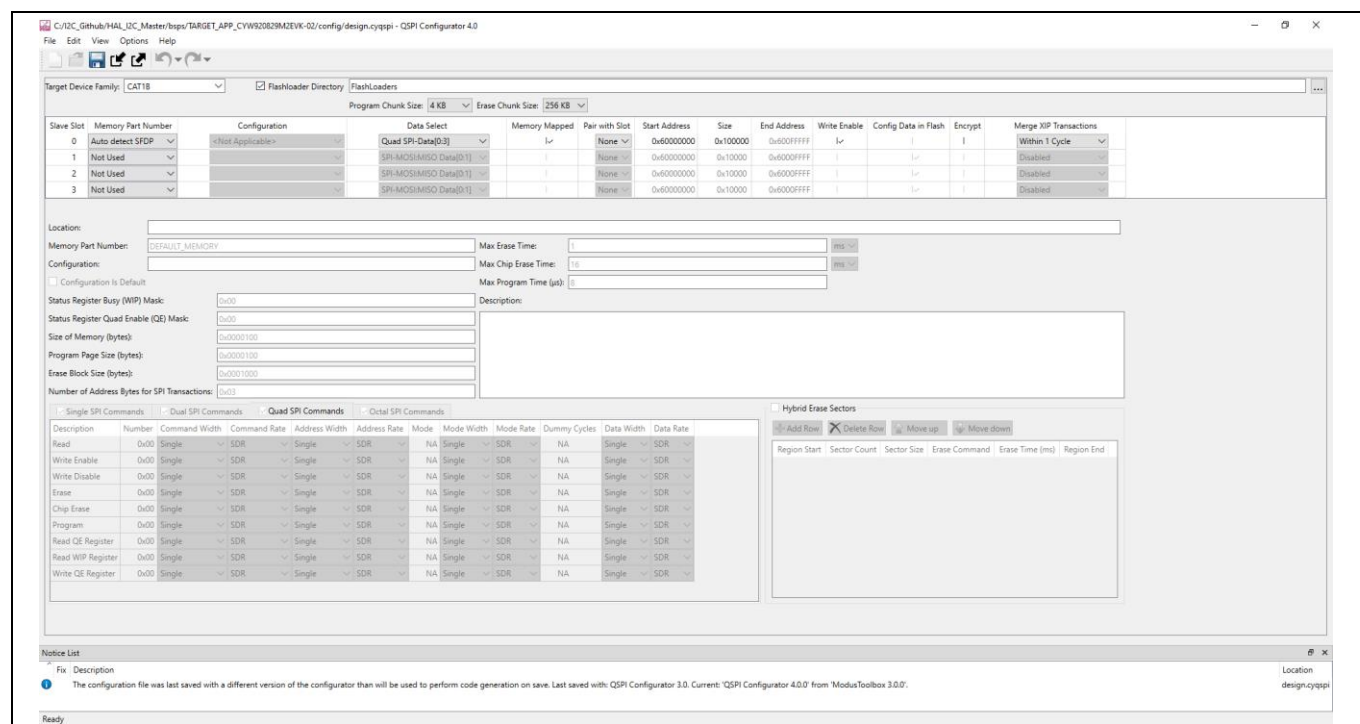 C:/I2C_Github/HAL_I2C_Master/bsps/TARGET_APP_CYW920829M2EVK-02/config/design.cyqspi - QSPI Configurator 4.0
File Edit View Options Help
Target Device Family: CAT1B Flashloader Directory FlashLoaders ...
Program Chunk Size: 4 KB Erase Chunk Size: 256 KB
Slave Slot Memory Part Number Configuration Data Select Memory Mapped Pair with Slot Start Address Size End Address Write Enable Config Data in Flash Encrypt Merge XIP Transactions
0 Auto detect SFDP <Not Applicable> Quad SPI-Data[0:3] None 0x60000000 0x100000 0x600FFFFF Within 1 Cycle
1 Not Used SPI-MOSI:MISO Data[0:1] None 0x60000000 0x10000 0x6000FFFF Disabled
2 Not Used SPI-MOSI:MISO Data[0:1] None 0x60000000 0x10000 0x6000FFFF Disabled
3 Not Used SPI-MOSI:MISO Data[0:1] None 0x60000000 0x10000 0x6000FFFF Disabled
Location:
Memory Part Number: DEFAULT_MEMORY Max Erase Time: 1 ms
Configuration: Max Chip Erase Time: 16 ms
Configuration Is Default Max Program Time (µs): 8
Status Register Busy (WIP) Mask: 0x00 Description:
Status Register Quad Enable (QE) Mask: 0x00
Size of Memory (bytes): 0x0000100
Program Page Size (bytes): 0x0000100
Erase Block Size (bytes): 0x0001000
Number of Address Bytes for SPI Transactions: 0x03
Single SPI Commands Dual SPI Commands Quad SPI Commands Octal SPI Commands Hybrid Erase Sectors
Description Number Command Width Command Rate Address Width Address Rate Mode Mode Width Mode Rate Dummy Cycles Data Width Data Rate Add Row Delete Row Move up Move down
Read 0x00 Single SDR Single SDR NA Single SDR NA Single SDR Region Start Sector Count Sector Size Erase Command Erase Time (ms) Region End
Write Enable 0x00 Single SDR Single SDR NA Single SDR NA Single SDR
Write Disable 0x00 Single SDR Single SDR NA Single SDR NA Single SDR
Erase 0x00 Single SDR Single SDR NA Single SDR NA Single SDR
Chip Erase 0x00 Single SDR Single SDR NA Single SDR NA Single SDR
Program 0x00 Single SDR Single SDR NA Single SDR NA Single SDR
Read QE Register 0x00 Single SDR Single SDR NA Single SDR NA Single SDR
Read WIP Register 0x00 Single SDR Single SDR NA Single SDR NA Single SDR
Write QE Register 0x00 Single SDR Single SDR NA Single SDR NA Single SDR
Notice List
Fix Description Location
The configuration file was last saved with a different version of the configurator than will be used to perform code generation on save. Last saved with: QSPI Configurator 3.0. Current: 'QSPI Configurator 4.0.0' from 'ModusToolbox 3.0.0'. design.cyqspi
Ready